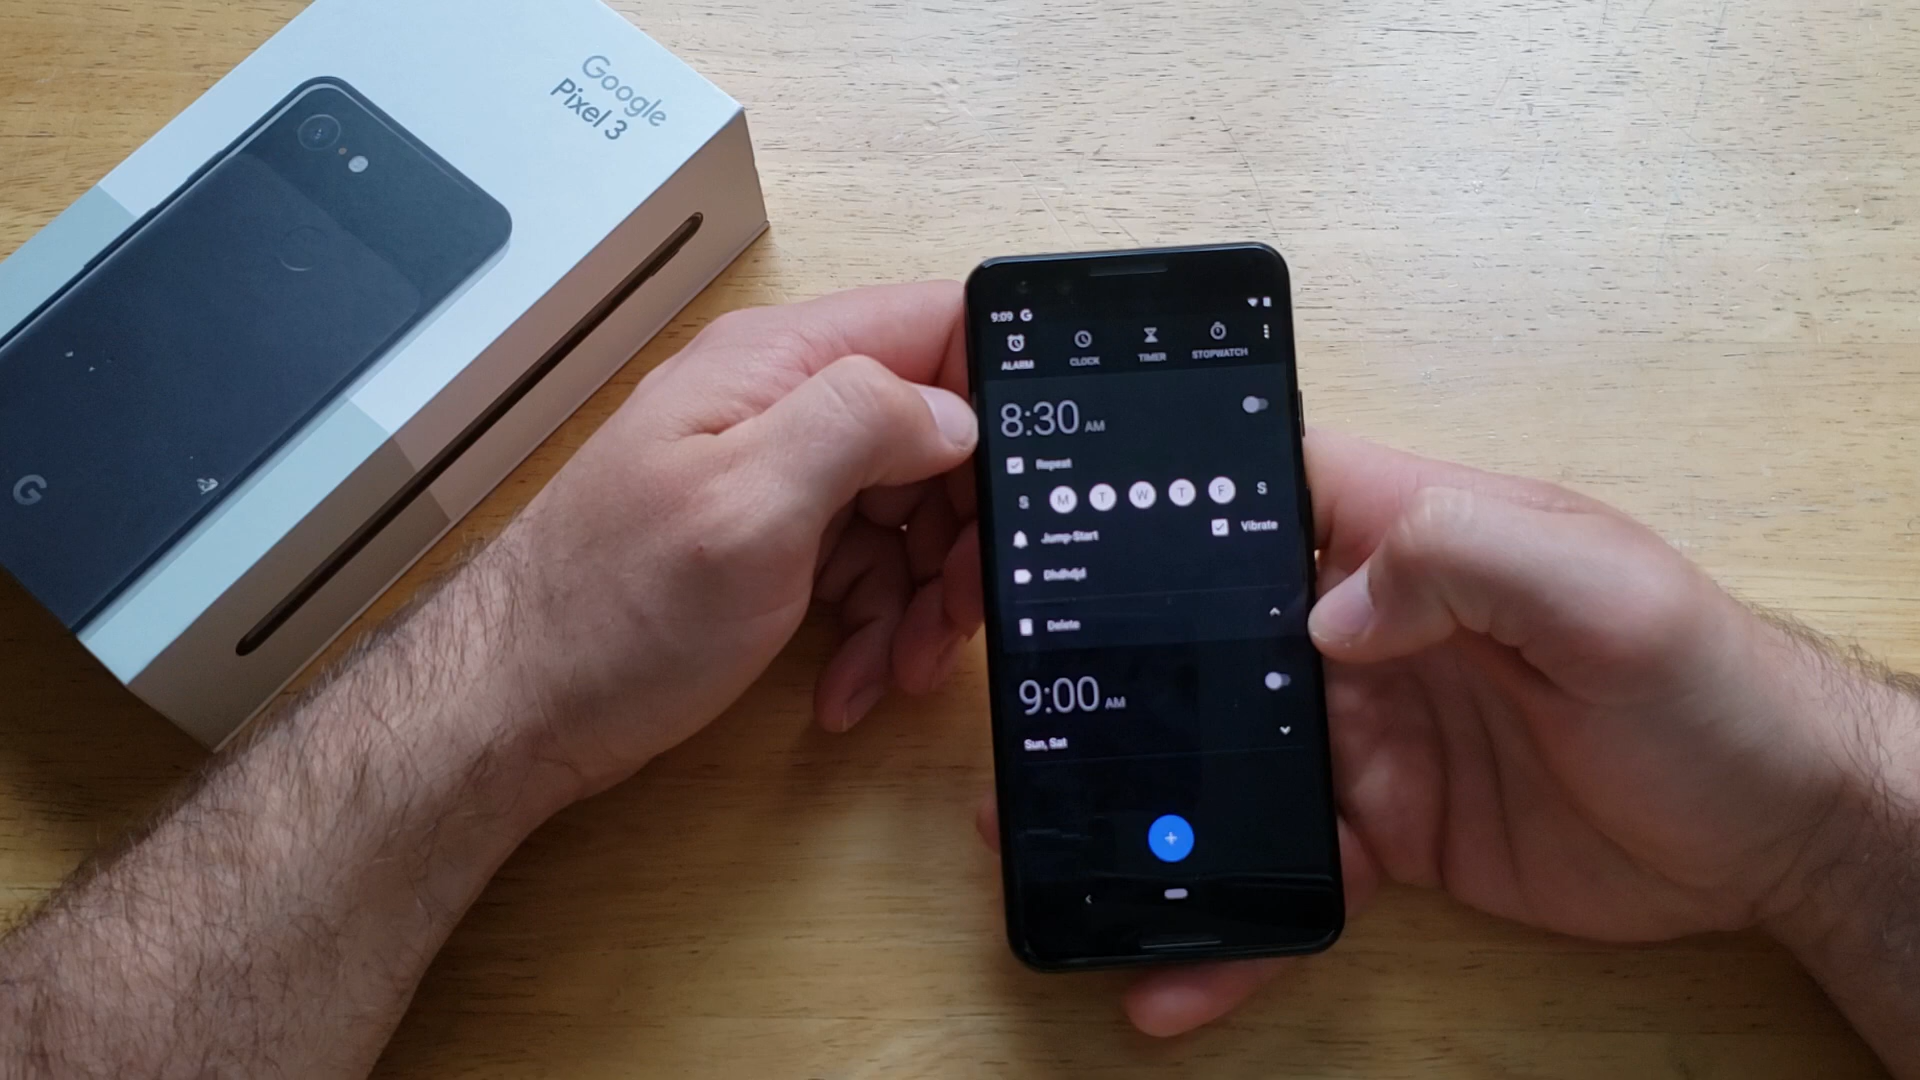 Google
Pixel 3
G
9:09 G
ALARM CLOCK TIMER STOPWATCH
8:30 AM
Repeat
S M T W T F S
Jump-Start Vibrate
Dhdhdjd
Delete
9:00 AM
Sun, Sat
+